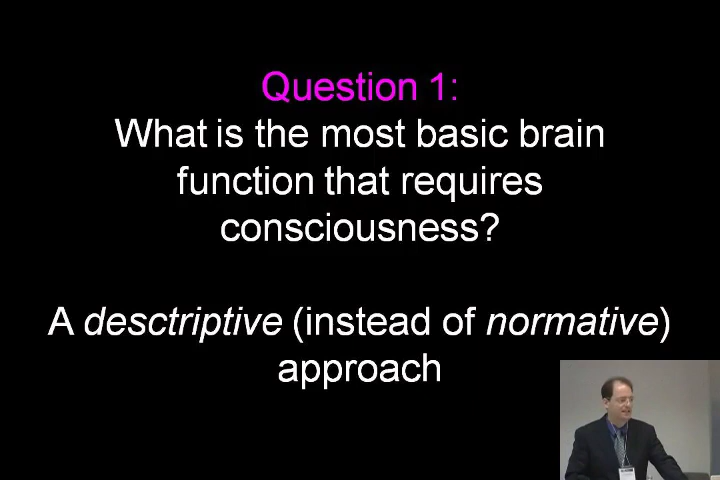 Question 1:
What is the most basic brain
function that requires
consciousness?
A desctriptive (instead of normative)
approach